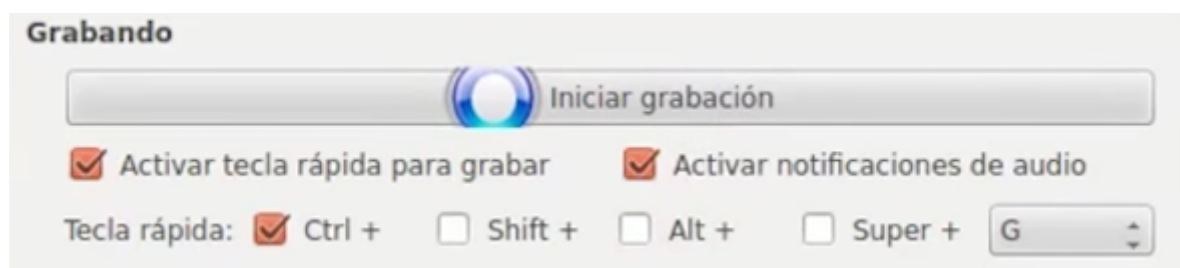 Grabando
Iniciar grabación
Activar tecla rápida para grabar Activar notificaciones de audio
Tecla rápida: Ctrl + Shift + Alt + Super + G